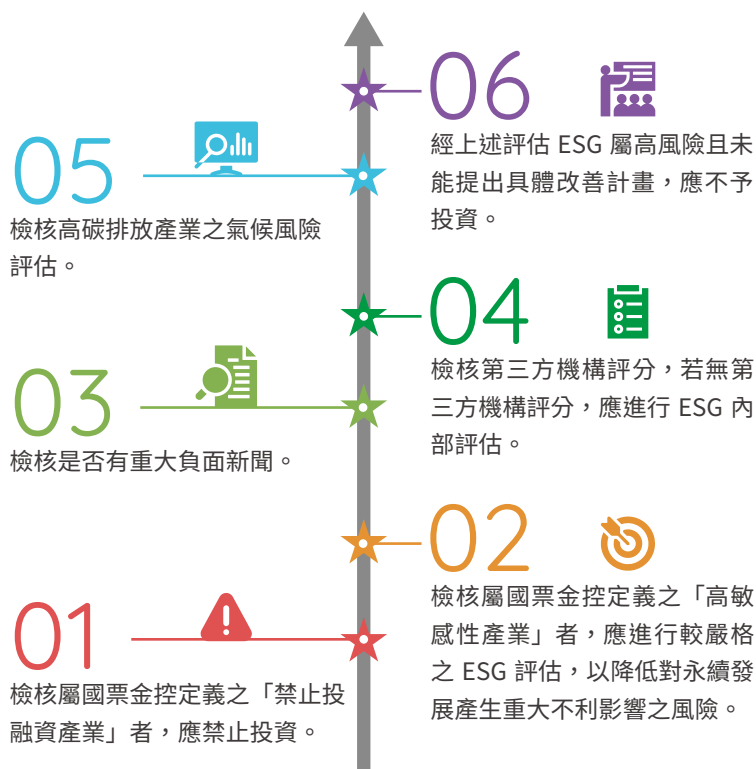 06
經上述評估 ESG 屬高風險且未
能提出具體改善計畫，應不予
投資。
05
檢核高碳排放產業之氣候風險
評估。
04
檢核第三方機構評分，若無第
三方機構評分，應進行 ESG 內
部評估。
03
檢核是否有重大負面新聞。
02
檢核屬國票金控定義之「高敏
感性產業」者，應進行較嚴格
之 ESG 評估，以降低對永續發
展產生重大不利影響之風險。
01
檢核屬國票金控定義之「禁止投
融資產業」者，應禁止投資。